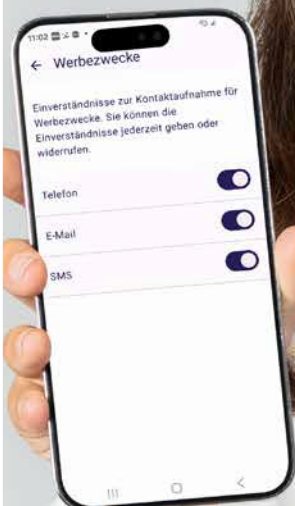 11:02
← Werbezwecke
Einverständnisse zur Kontaktaufnahme für
Werbezwecke. Sie können die
Einverständnisse jederzeit geben oder
widerrufen.
Telefon
E-Mail
SMS